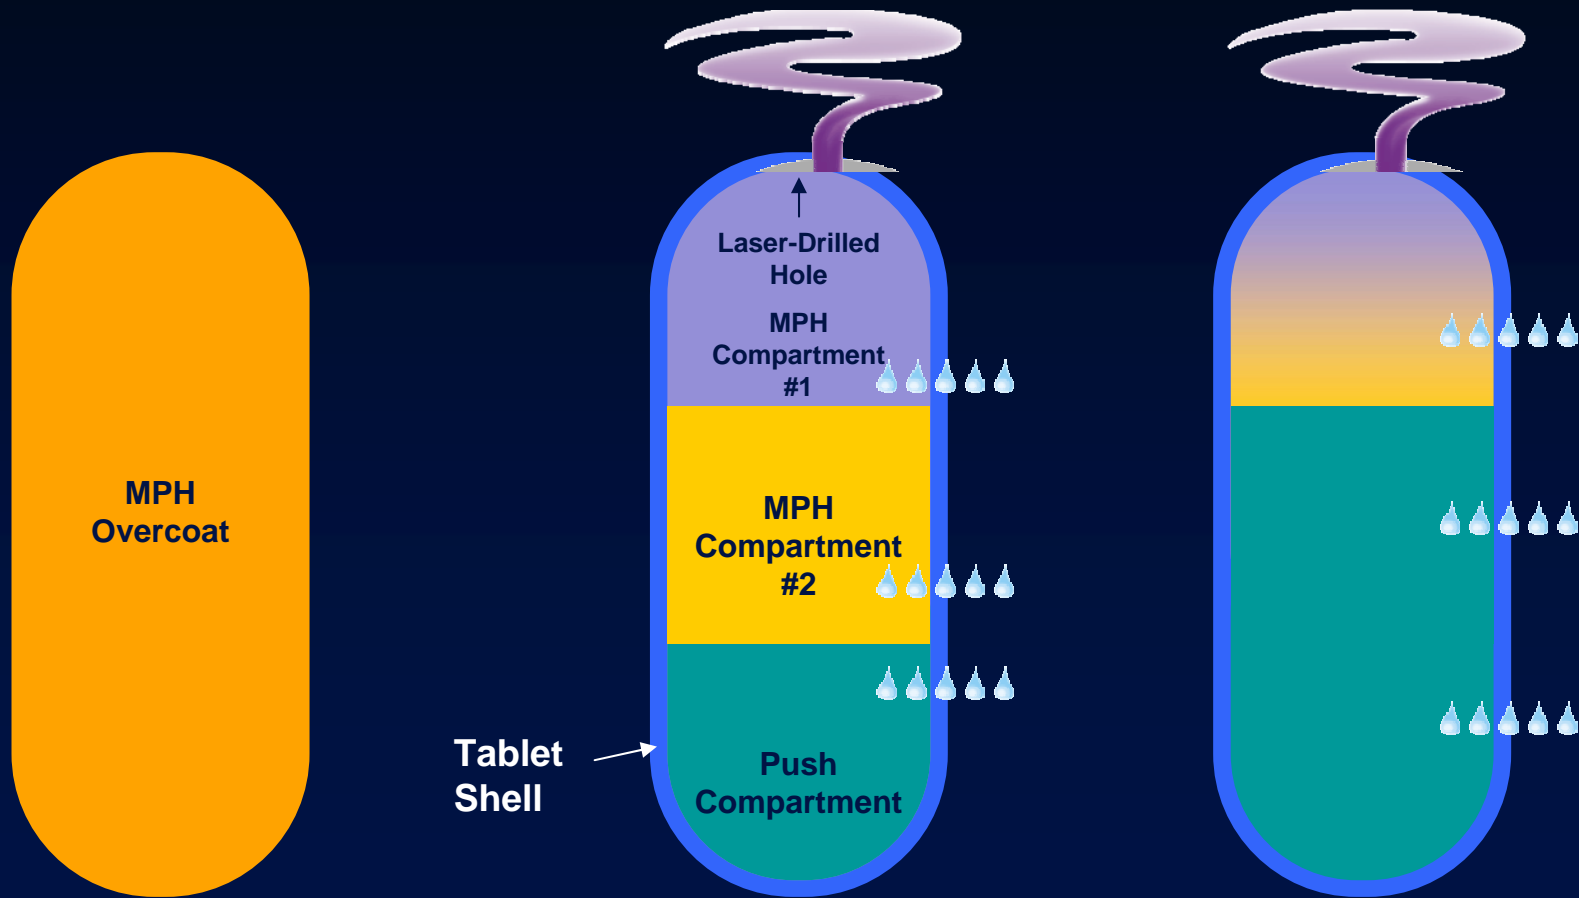 MPH
Overcoat
Laser-Drilled
Hole
MPH
Compartment
#1
MPH
Compartment
#2
Tablet
Shell
Push
Compartment